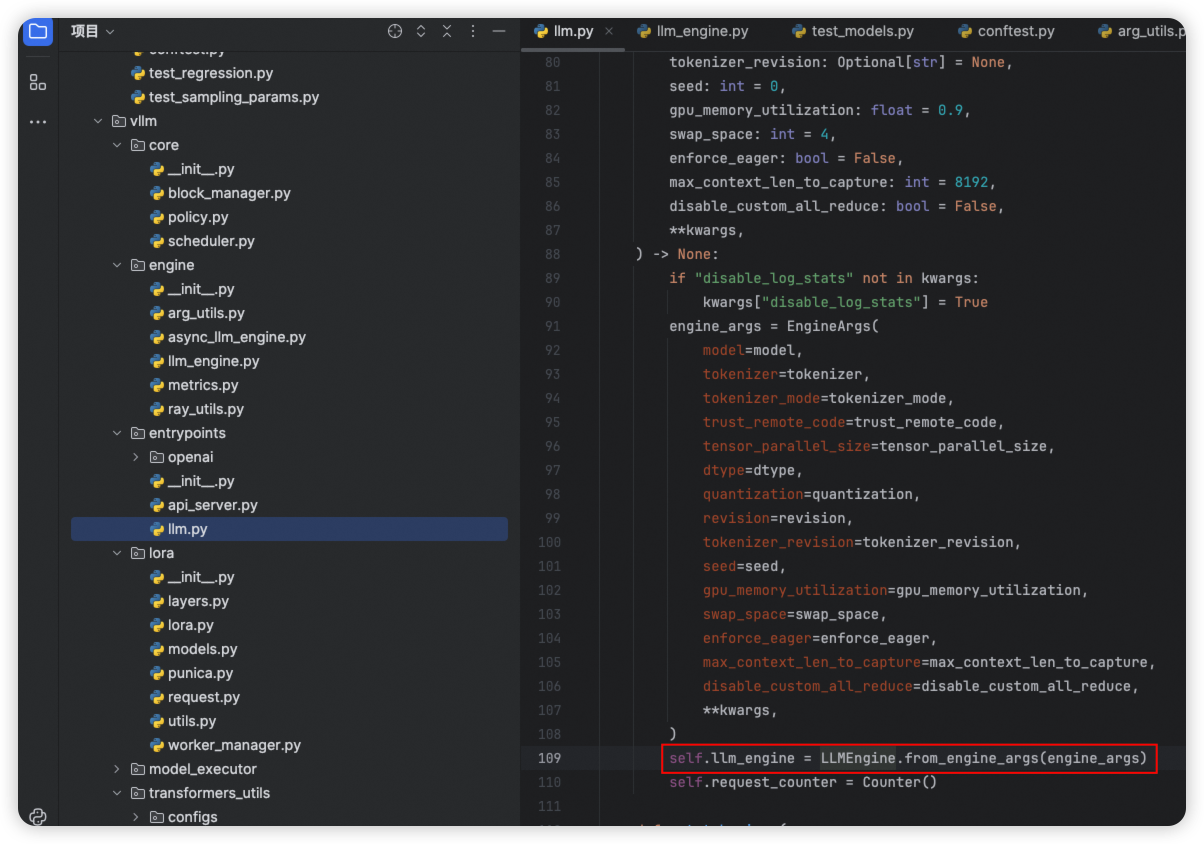 项目
conftest.py
test_regression.py
test_sampling_params.py
vllm
core
__init__.py
block_manager.py
policy.py
scheduler.py
engine
__init__.py
arg_utils.py
async_llm_engine.py
llm_engine.py
metrics.py
ray_utils.py
entrypoints
openai
__init__.py
api_server.py
llm.py
lora
__init__.py
layers.py
lora.py
models.py
punica.py
request.py
utils.py
worker_manager.py
model_executor
transformers_utils
configs
llm.py llm_engine.py test_models.py conftest.py arg_utils.p
80 tokenizer_revision: Optional[str] = None,
81 seed: int = 0,
82 gpu_memory_utilization: float = 0.9,
83 swap_space: int = 4,
84 enforce_eager: bool = False,
85 max_context_len_to_capture: int = 8192,
86 disable_custom_all_reduce: bool = False,
87 **kwargs,
88 ) -> None:
89 if "disable_log_stats" not in kwargs:
90 kwargs["disable_log_stats"] = True
91 engine_args = EngineArgs(
92 model=model,
93 tokenizer=tokenizer,
94 tokenizer_mode=tokenizer_mode,
95 trust_remote_code=trust_remote_code,
96 tensor_parallel_size=tensor_parallel_size,
97 dtype=dtype,
98 quantization=quantization,
99 revision=revision,
100 tokenizer_revision=tokenizer_revision,
101 seed=seed,
102 gpu_memory_utilization=gpu_memory_utilization,
103 swap_space=swap_space,
104 enforce_eager=enforce_eager,
105 max_context_len_to_capture=max_context_len_to_capture,
106 disable_custom_all_reduce=disable_custom_all_reduce,
107 **kwargs,
108 )
109 self.llm_engine = LLMEngine.from_engine_args(engine_args)
110 self.request_counter = Counter()
111